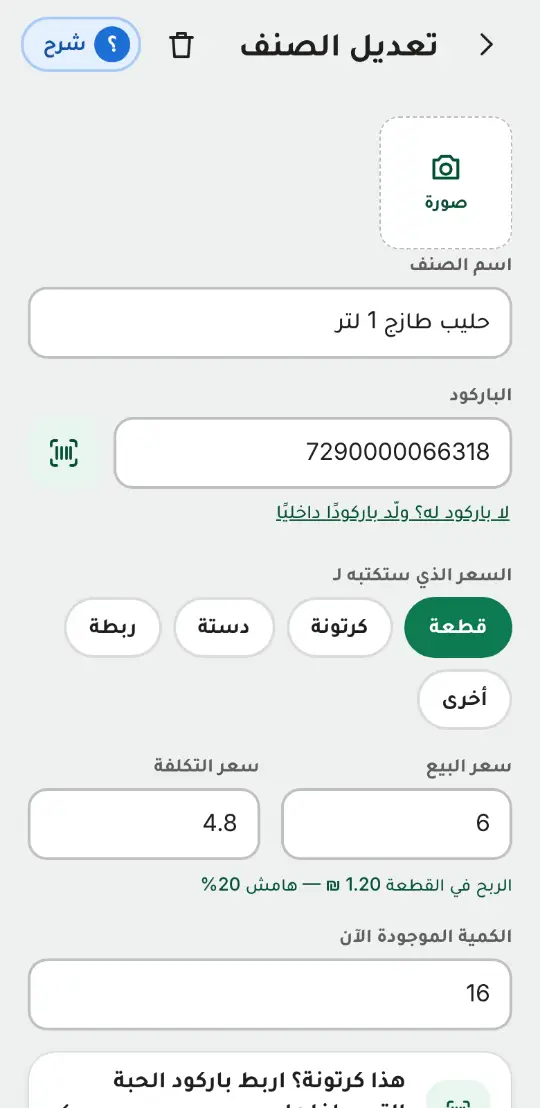 تعديل الصنف
؟ شرح
صورة
اسم الصنف
حليب طازج 1 لتر
الباركود
7290000066318
لا باركود له؟ ولّد باركودًا داخليًا
السعر الذي ستكتبه لـ
قطعة كرتونة دستة ربطة
أخرى
سعر البيع سعر التكلفة
6 4.8
الربح في القطعة 1.20 ₪ — هامش 20%
الكمية الموجودة الآن
16
هذا كرتونة؟ اربط باركود الحبة